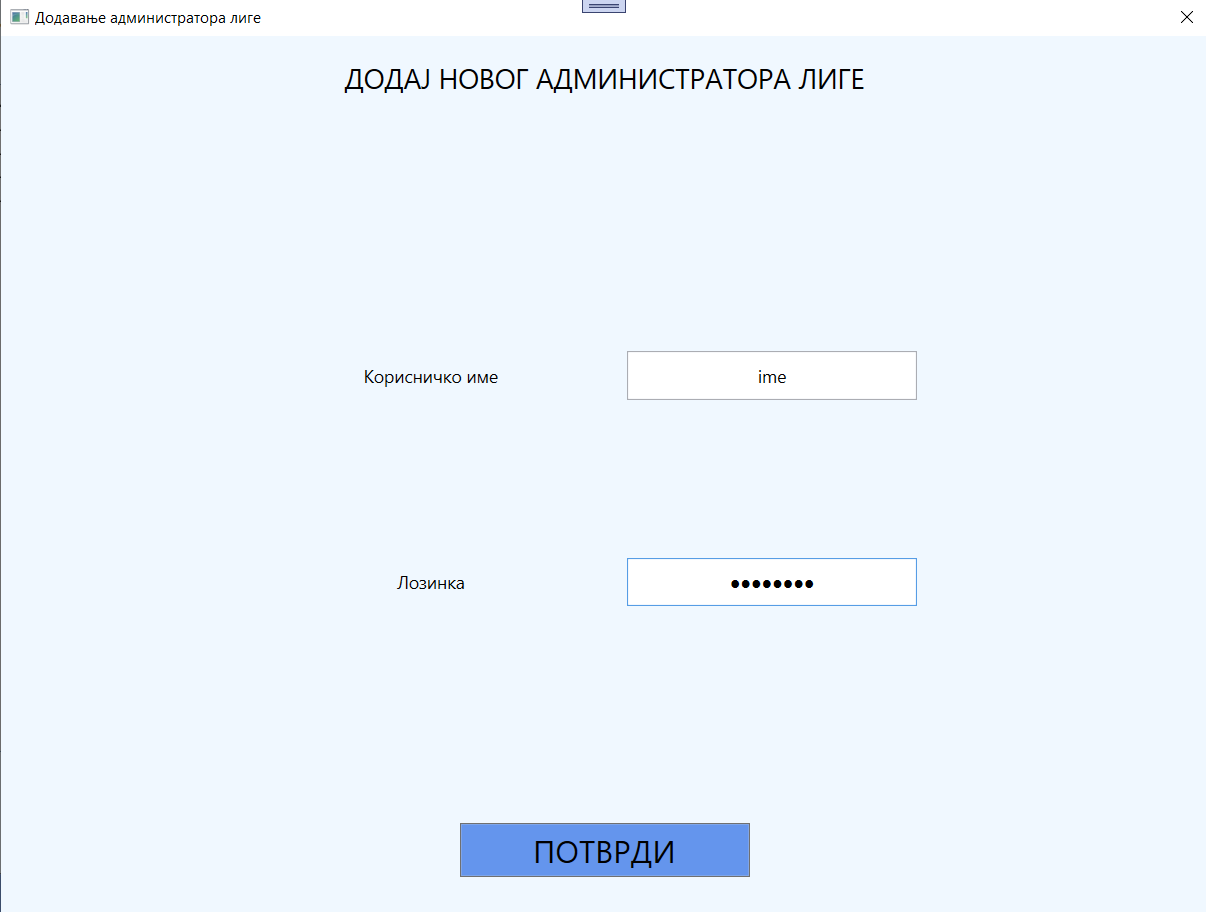 Додавање администратора лиге
ДОДАЈ НОВОГ АДМИНИСТРАТОРА ЛИГЕ
Корисничко име
ime
Лозинка
●●●●●●●●
ПОТВРДИ